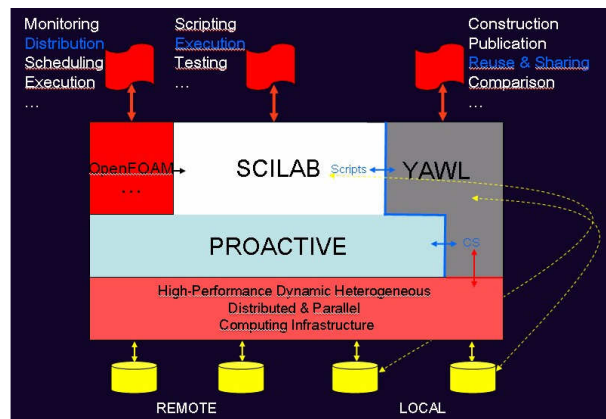 Monitoring
Distribution
Scheduling
Execution
...
Scripting
Execution
Testing
...
Construction
Publication
Reuse & Sharing
Comparison
...
OpenFOAM
...
SCILAB
Scripts
YAWL
PROACTIVE
CS
High-Performance Dynamic Heterogeneous
Distributed & Parallel
Computing Infrastructure
REMOTE
LOCAL